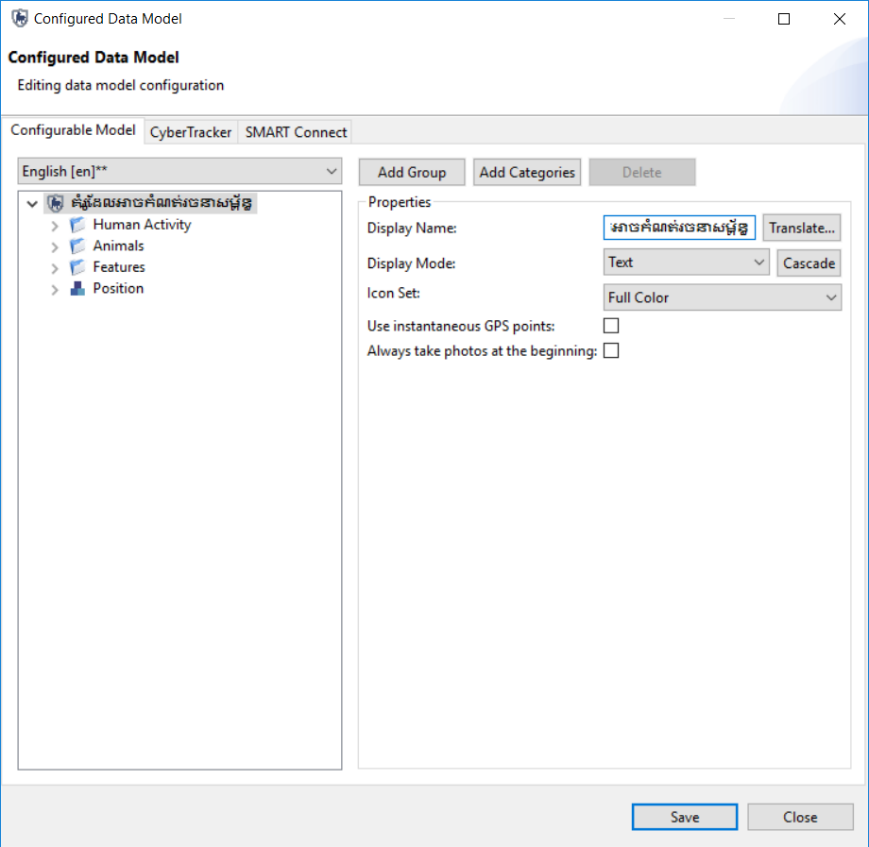 Configured Data Model
Configured Data Model
Editing data model configuration
Configurable Model CyberTracker SMART Connect
English [en]** Add Group Add Categories Delete
គំរូដែលអាចកំណត់រចនាសម្ព័ន្ធ
Human Activity
Animals
Features
Position
Properties
Display Name: អាចកំណត់រចនាសម្ព័ន្ធ Translate...
Display Mode: Text Cascade
Icon Set: Full Color
Use instantaneous GPS points:
Always take photos at the beginning:
Save Close